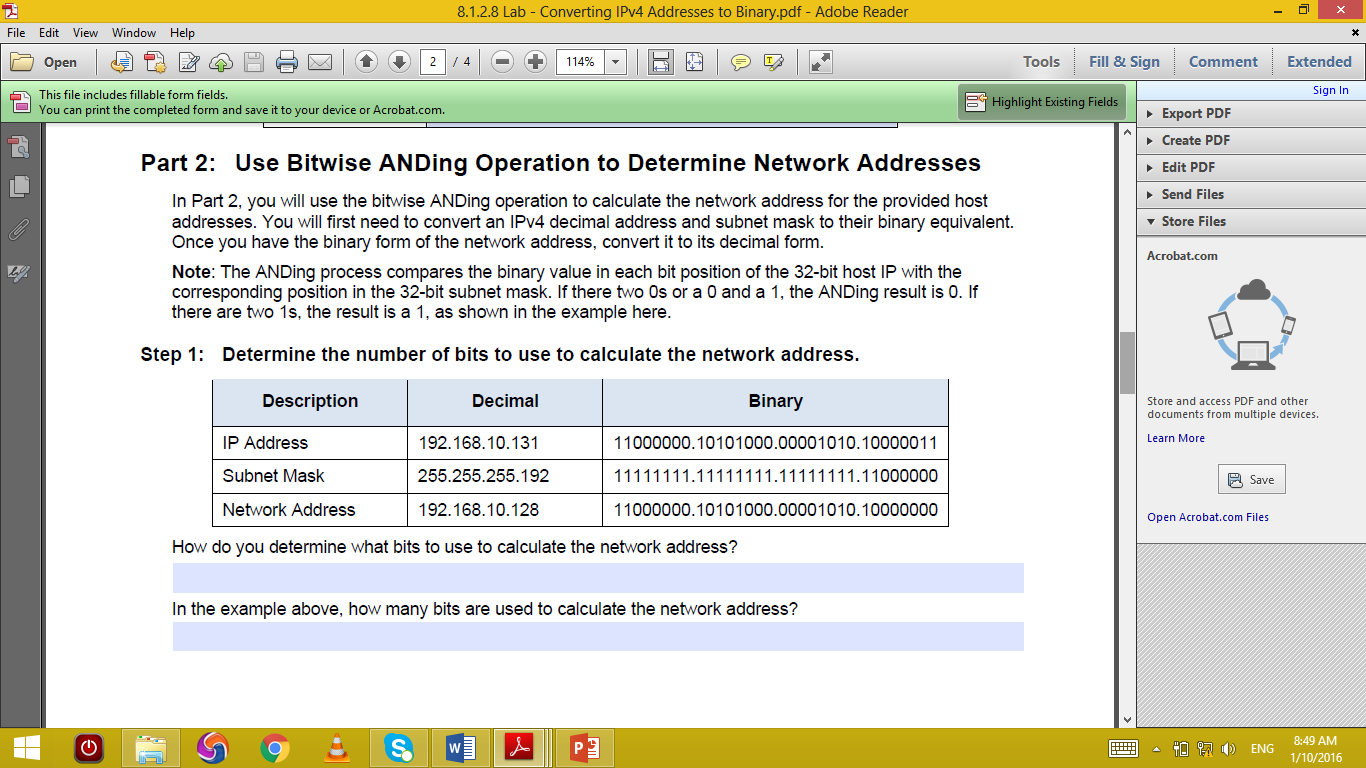 8.1.2.8 Lab - Converting IPv4 Addresses to Binary.pdf - Adobe Reader
File Edit View Window Help
Open 2 / 4 114% Tools Fill & Sign Comment Extended
This file includes fillable form fields.
You can print the completed form and save it to your device or Acrobat.com.
Highlight Existing Fields
Sign In
Export PDF
Create PDF
Edit PDF
Send Files
Store Files
Acrobat.com
Store and access PDF and other
documents from multiple devices.
Learn More
Save
Open Acrobat.com Files
Part 2: Use Bitwise ANDing Operation to Determine Network Addresses
In Part 2, you will use the bitwise ANDing operation to calculate the network address for the provided host
addresses. You will first need to convert an IPv4 decimal address and subnet mask to their binary equivalent.
Once you have the binary form of the network address, convert it to its decimal form.
Note: The ANDing process compares the binary value in each bit position of the 32-bit host IP with the
corresponding position in the 32-bit subnet mask. If there two 0s or a 0 and a 1, the ANDing result is 0. If
there are two 1s, the result is a 1, as shown in the example here.
Step 1: Determine the number of bits to use to calculate the network address.
Description Decimal Binary
IP Address 192.168.10.131 11000000.10101000.00001010.10000011
Subnet Mask 255.255.255.192 11111111.11111111.11111111.11000000
Network Address 192.168.10.128 11000000.10101000.00001010.10000000
How do you determine what bits to use to calculate the network address?
In the example above, how many bits are used to calculate the network address?
ENG
8:49 AM
1/10/2016